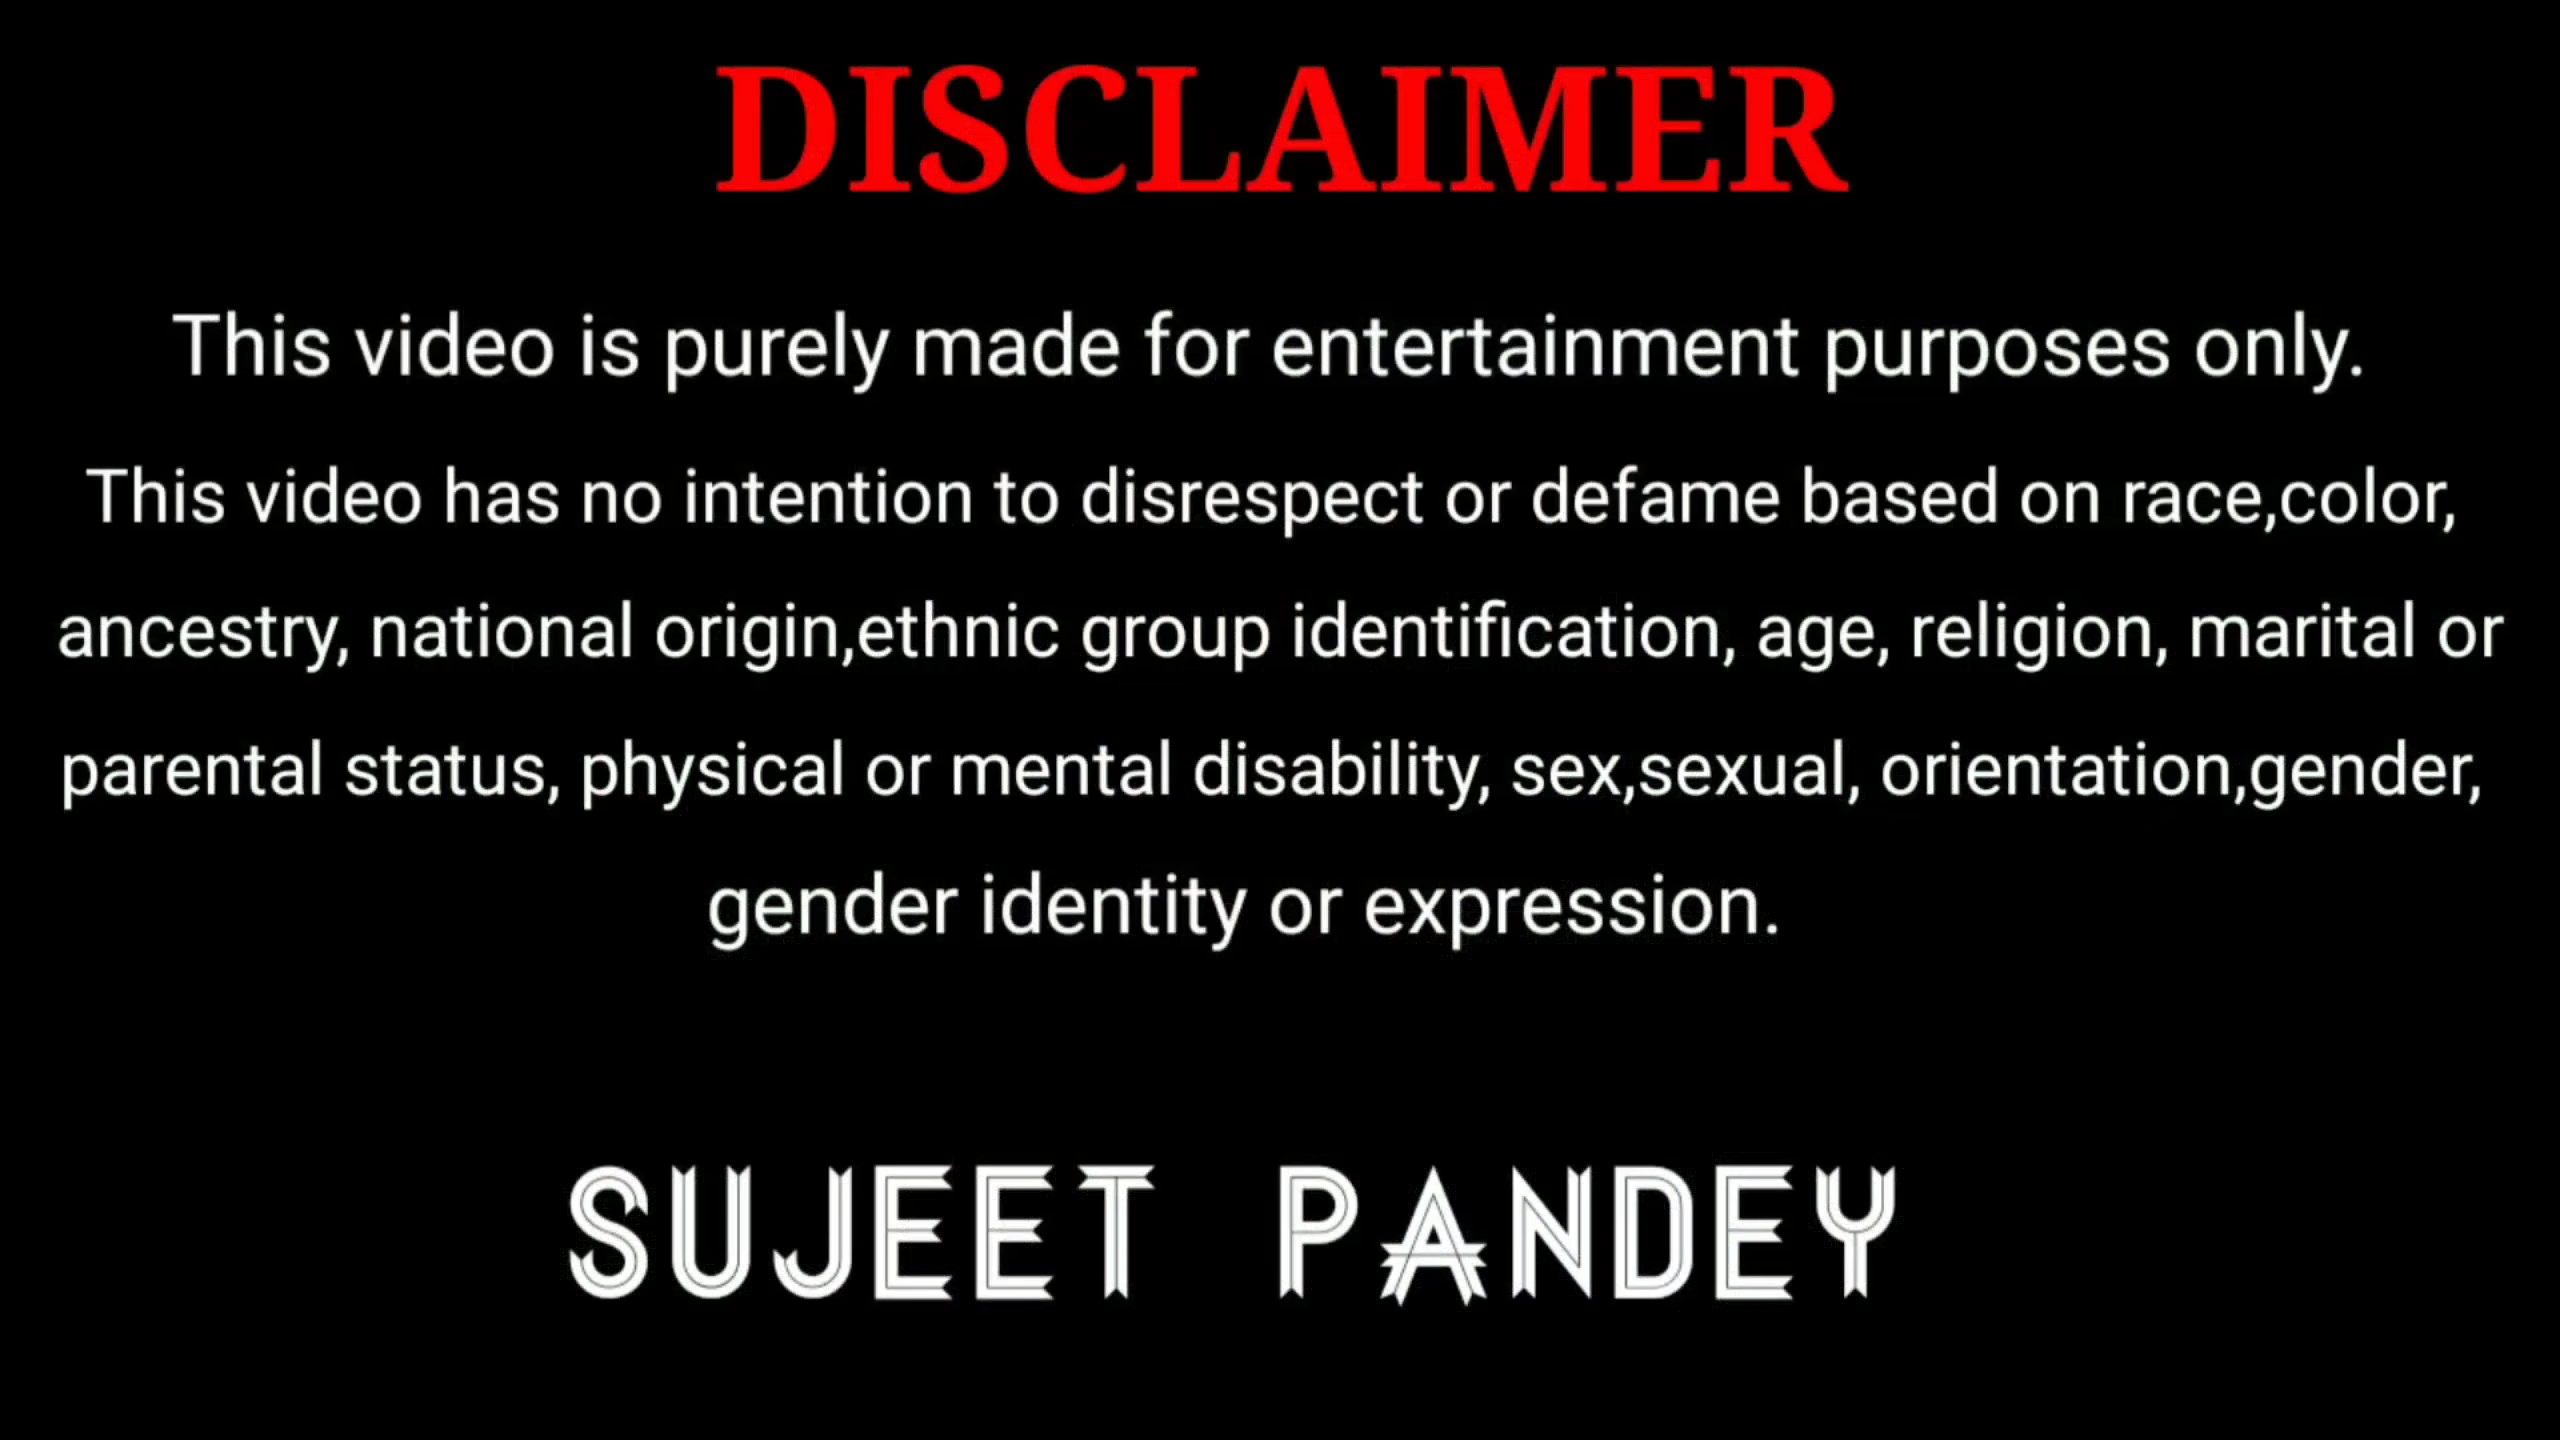 DISCLAIMER
This video is purely made for entertainment purposes only.
This video has no intention to disrespect or defame based on race,color,
ancestry, national origin,ethnic group identification, age, religion, marital or
parental status, physical or mental disability, sex,sexual, orientation,gender,
gender identity or expression.
SUJEET PANDEY